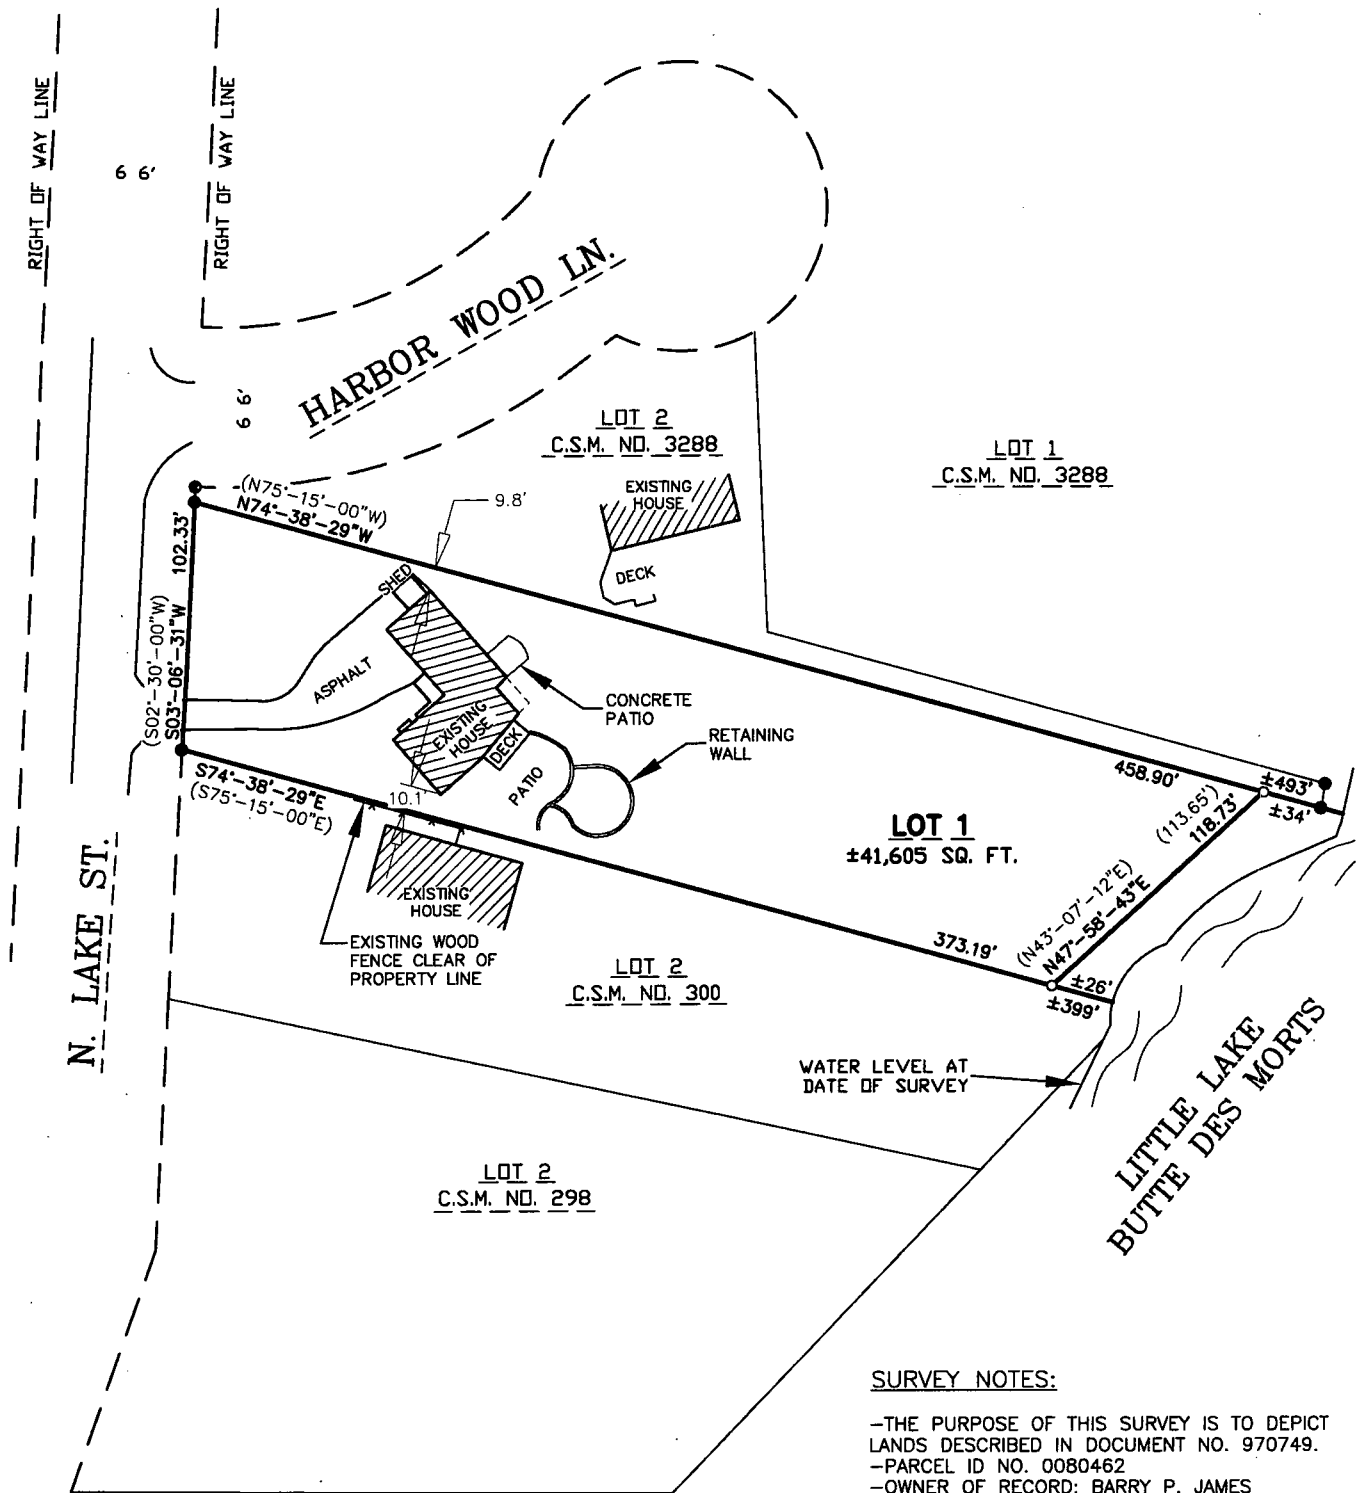 RIGHT OF WAY LINE
6 6'
RIGHT OF WAY LINE
HARBOR WOOD LN.
6 6'
LOT 2
C.S.M. NO. 3288
LOT 1
C.S.M. NO. 3288
EXISTING
HOUSE
DECK
(N75°-15'-00"W)
N74°-38'-29"W
9.8'
102.33'
(S02°-30'-00"W)
S03°-06'-31"W
SHED
ASPHALT
EXISTING
HOUSE
DECK
PATIO
CONCRETE
PATIO
RETAINING
WALL
S74°-38'-29"E
(S75°-15'-00"E)
10.1'
458.90'
±493'
±34'
LOT 1
±41,605 SQ. FT.
(113.65')
118.73'
(N43°-07'-12"E)
N47°-58'-43"E
373.19'
±26'
±399'
EXISTING
HOUSE
EXISTING WOOD
FENCE CLEAR OF
PROPERTY LINE
N. LAKE ST.
LOT 2
C.S.M. NO. 300
WATER LEVEL AT
DATE OF SURVEY
LITTLE LAKE
BUTTE DES MORTS
LOT 2
C.S.M. NO. 298
SURVEY NOTES:
-THE PURPOSE OF THIS SURVEY IS TO DEPICT
LANDS DESCRIBED IN DOCUMENT NO. 970749.
-PARCEL ID NO. 0080462
-OWNER OF RECORD: BARRY P. JAMES